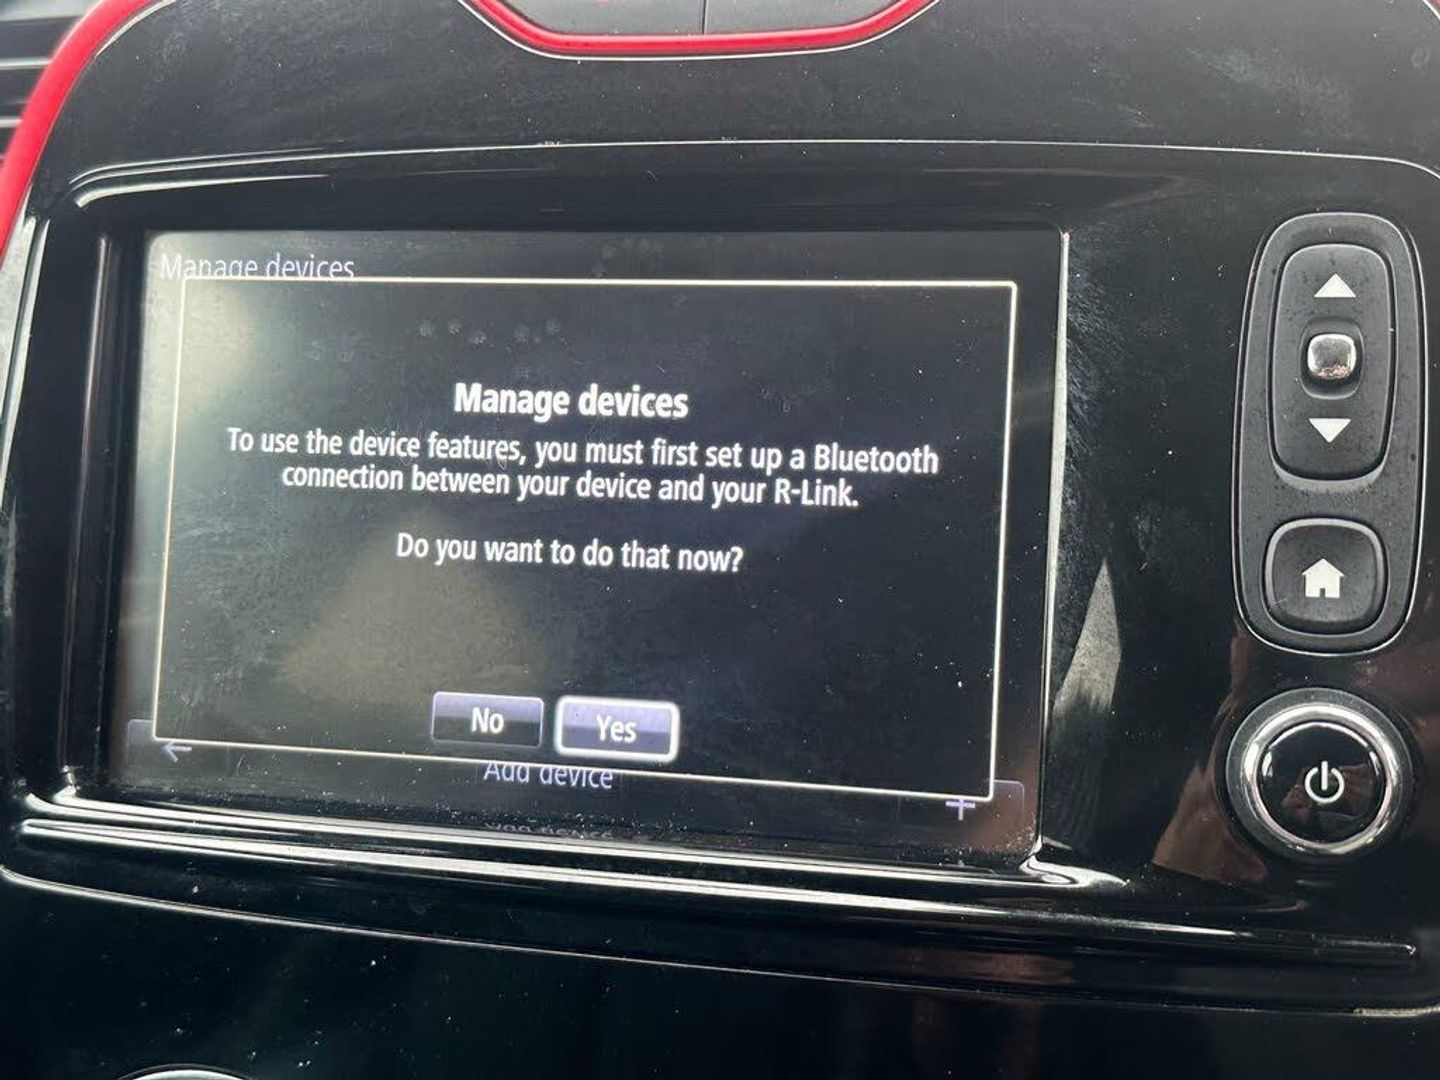 Manage devices
Manage devices
To use the device features, you must first set up a Bluetooth
connection between your device and your R-Link.
Do you want to do that now?
No
Yes
Add device